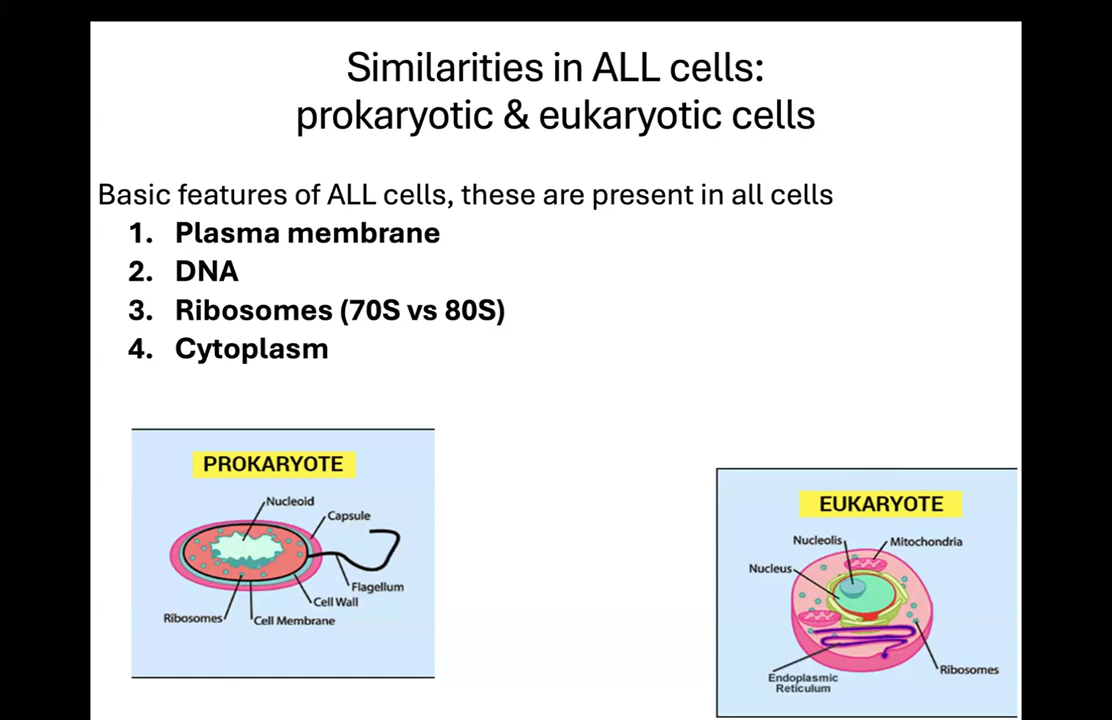 Similarities in ALL cells:
prokaryotic & eukaryotic cells
Basic features of ALL cells, these are present in all cells
1. Plasma membrane
2. DNA
3. Ribosomes (70S vs 80S)
4. Cytoplasm
PROKARYOTE
Nucleoid
Capsule
Flagellum
Cell Wall
Ribosomes
Cell Membrane
EUKARYOTE
Nucleolis
Mitochondria
Nucleus
Ribosomes
Endoplasmic
Reticulum